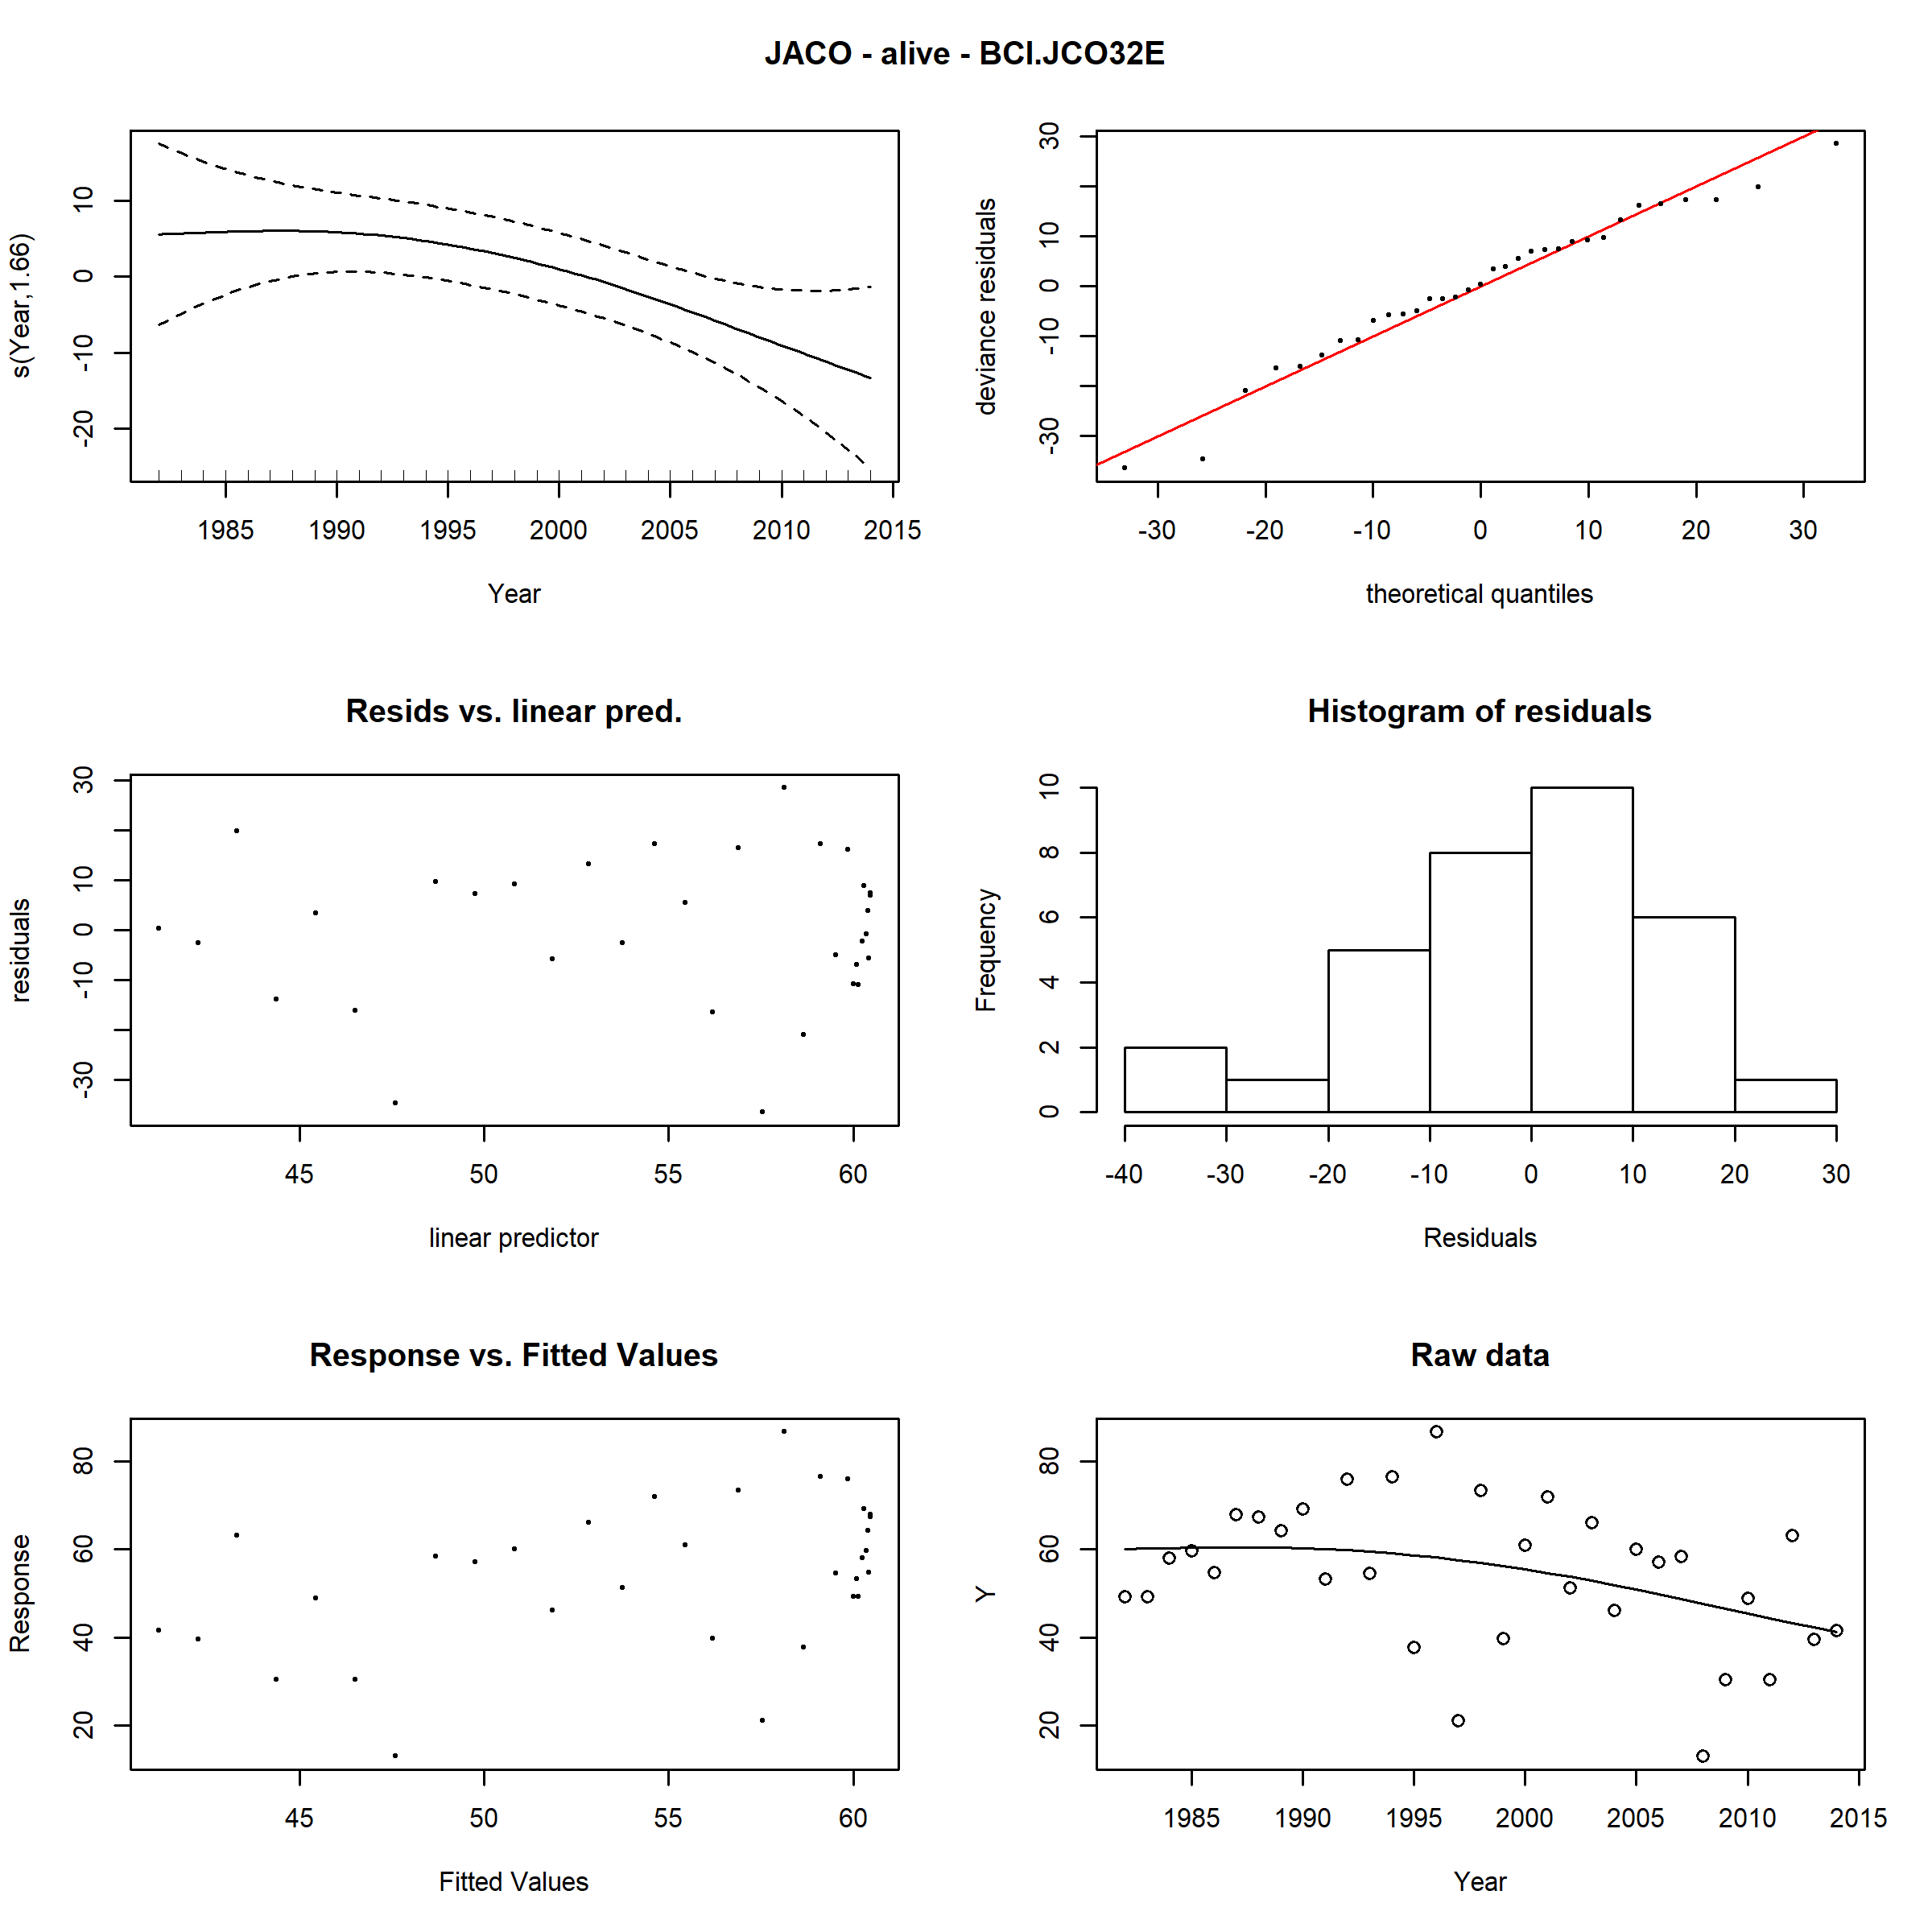 JACO - alive - BCI.JCO32E
s(Year,1.66)
10
0
-10
-20
1985 1990 1995 2000 2005 2010 2015
Year
deviance residuals
30
10
0
-10
-30
-30 -20 -10 0 10 20 30
theoretical quantiles
Resids vs. linear pred.
residuals
30
10
0
-10
-30
45 50 55 60
linear predictor
Histogram of residuals
Frequency
10
8
6
4
2
0
-40 -30 -20 -10 0 10 20 30
Residuals
Response vs. Fitted Values
Response
80
60
40
20
45 50 55 60
Fitted Values
Raw data
Y
80
60
40
20
1985 1990 1995 2000 2005 2010 2015
Year